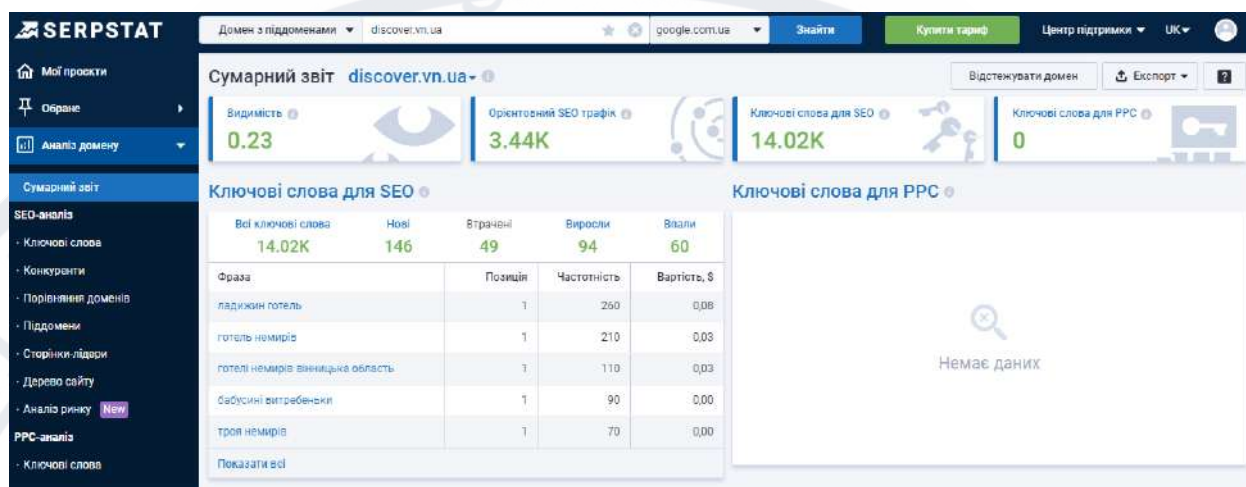 SERPSTAT
Домен з піддоменами
discover.vn.ua
google.com.ua
Знайти
Купити тариф
Центр підтримки
UK
Мої проєкти
Обране
Аналіз домену
Сумарний звіт
SEO-аналіз
· Ключові слова
· Конкуренти
· Порівняння доменів
· Піддомени
· Сторінки-лідери
· Дерево сайту
· Аналіз ринку New
PPC-аналіз
· Ключові слова
Сумарний звіт discover.vn.ua
Відстежувати домен
Експорт
?
Видимість
0.23
Орієнтовний SEO трафік
3.44K
Ключові слова для SEO
14.02K
Ключові слова для PPC
0
Ключові слова для SEO
Всі ключові слова Нові Втрачені Виросли Впали
14.02K 146 49 94 60
Фраза Позиція Частотність Вартість, $
ладижин готель 1 260 0,08
готель немирів 1 210 0,03
готелі немирів вінницька область 1 110 0,03
бабусині витребеньки 1 90 0,00
троя немирів 1 70 0,00
Показати всі
Ключові слова для PPC
Немає даних